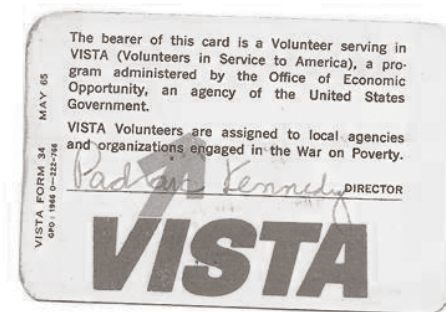 The bearer of this card is a Volunteer serving in
VISTA (Volunteers in Service to America), a pro-
gram administered by the Office of Economic
Opportunity, an agency of the United States
Government.
VISTA Volunteers are assigned to local agencies
and organizations engaged in the War on Poverty.
Padraic Kennedy DIRECTOR
VISTA
VISTA FORM 34 MAY 65
GPO : 1966 O—222-766